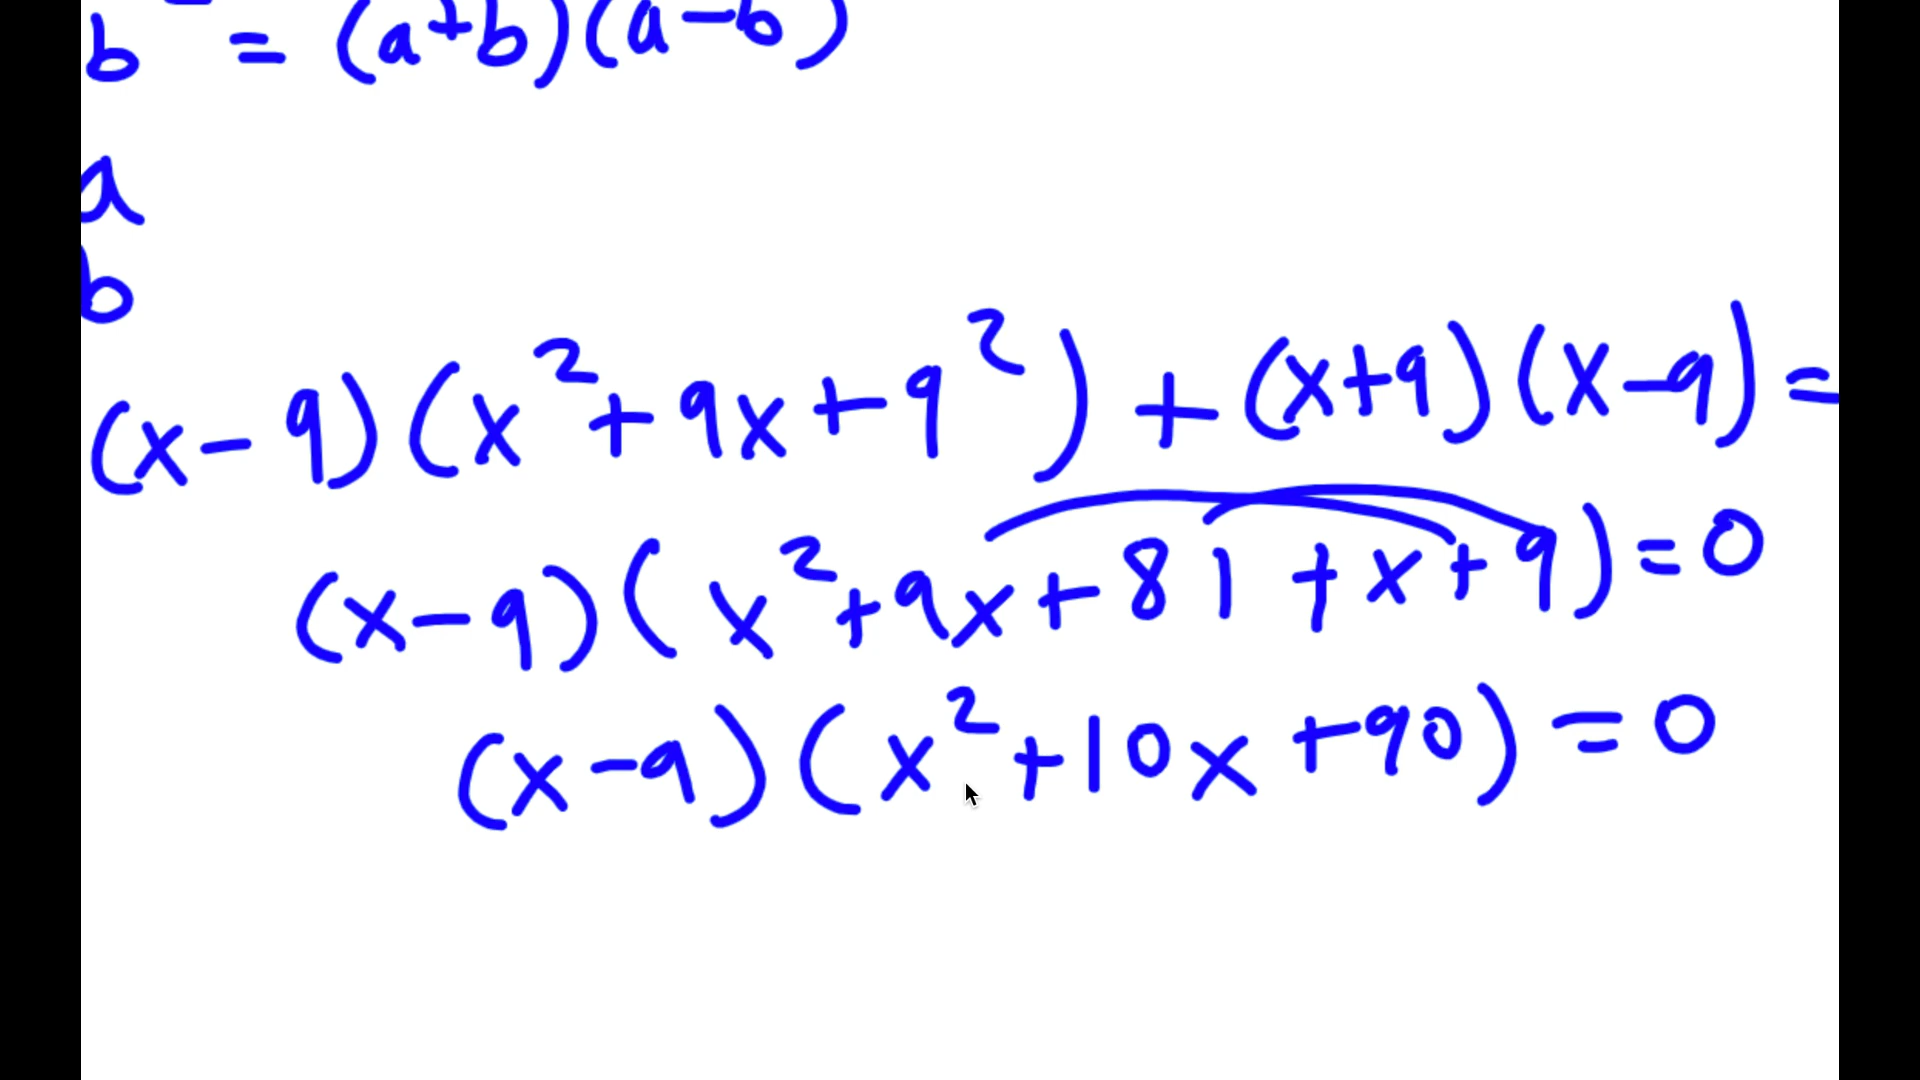 b = (a+b)(a-b)
a
b
(x-9)(x²+9x+9²)+(x+9)(x-9)=
(x-9)(x²+9x+81+x+9)=0
(x-9)(x²+10x+90)=0